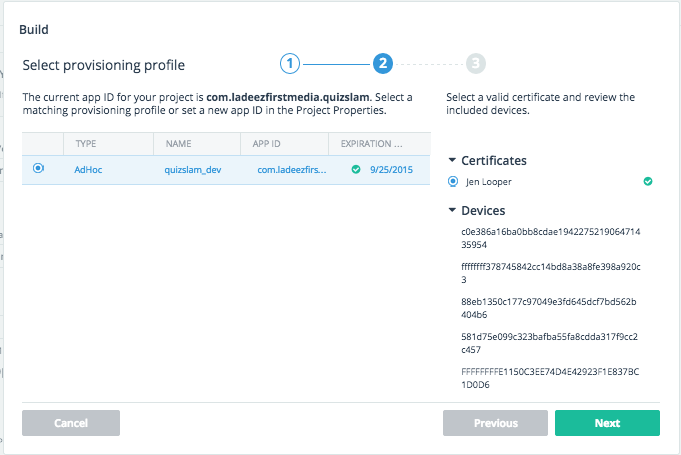 Build
Select provisioning profile
1
2
3
The current app ID for your project is com.ladeezfirstmedia.quizslam. Select a
matching provisioning profile or set a new app ID in the Project Properties.
TYPE NAME APP ID EXPIRATION ...
AdHoc quizslam_dev com.ladeezfirs... 9/25/2015
Select a valid certificate and review the
included devices.
Certificates
Jen Looper
Devices
c0e386a16ba0bb8cdae1942275219064714
35954
ffffffff378745842cc14bd8a38a8fe398a920c
3
88eb1350c177c97049e3fd645dcf7bd562b
404b6
581d75e099c323bafba55fa8cdda317f9cc2
c457
FFFFFFFFE1150C3EE74D4E42923F1E837BC
1D0D6
Cancel
Previous
Next